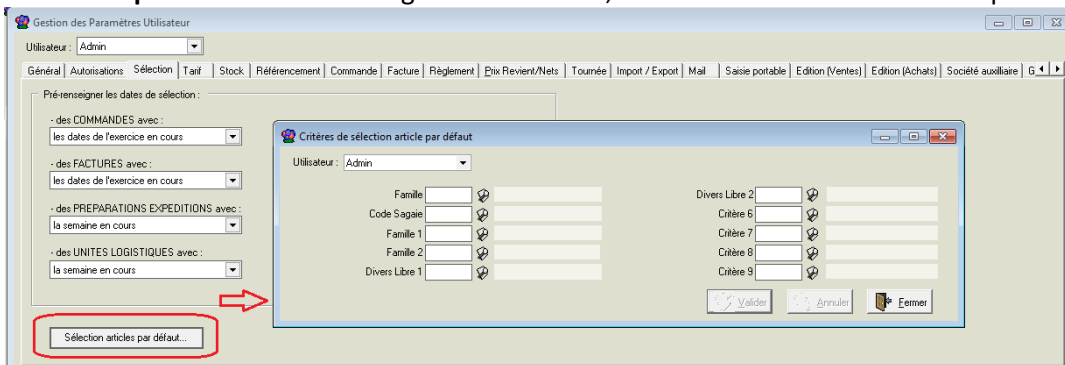 Gestion des Paramètres Utilisateur
Utilisateur : Admin
Général Autorisations Sélection Tarif Stock Référencement Commande Facture Règlement Prix Revient/Nets Tournée Import / Export Mail Saisie portable Edition (Ventes) Edition (Achats) Société auxilliaire G
Pré-renseigner les dates de sélection :
- des COMMANDES avec :
les dates de l'exercice en cours
- des FACTURES avec :
les dates de l'exercice en cours
- des PREPARATIONS EXPEDITIONS avec :
la semaine en cours
- des UNITES LOGISTIQUES avec :
la semaine en cours
Sélection articles par défaut...
Critères de sélection article par défaut
Utilisateur : Admin
Famille Divers Libre 2
Code Sagaie Critère 6
Famille 1 Critère 7
Famille 2 Critère 8
Divers Libre 1 Critère 9
Valider Annuler Fermer